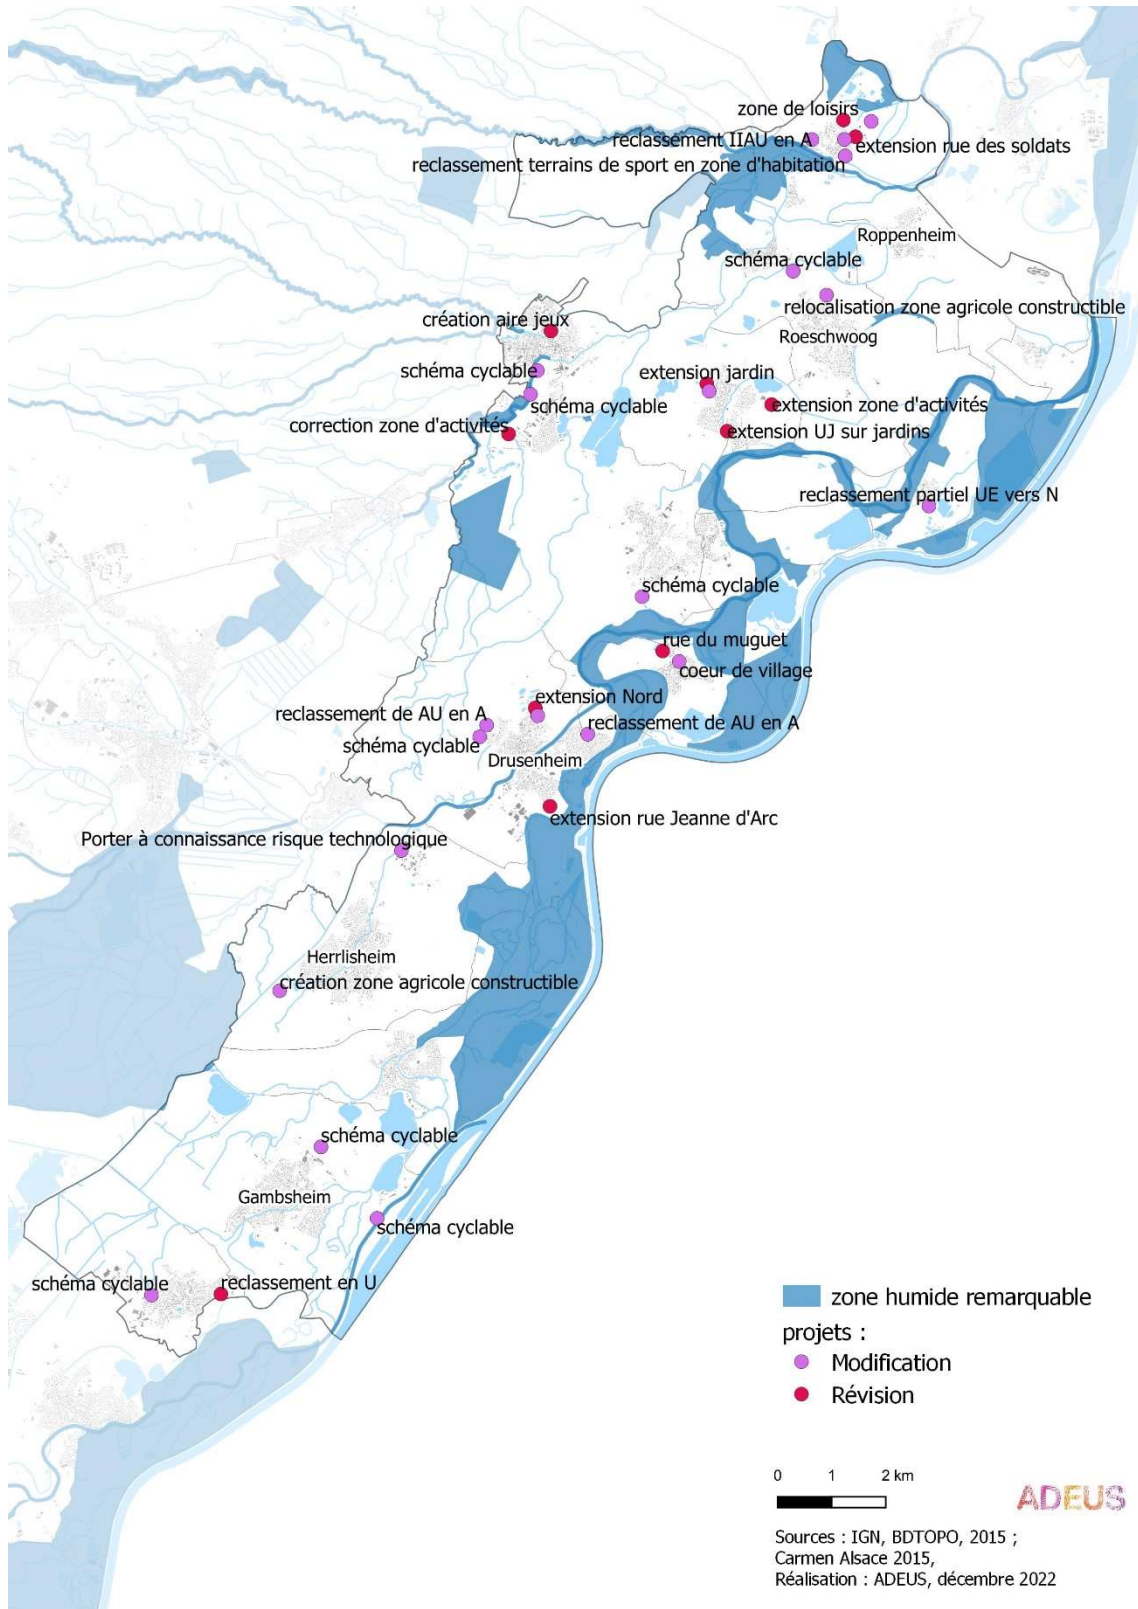 zone de loisirs
reclassement IIAU en A
extension rue des soldats
reclassement terrains de sport en zone d'habitation
Roppenheim
schéma cyclable
relocalisation zone agricole constructible
création aire jeux
Roeschwoog
schéma cyclable
extension jardin
schéma cyclable
extension zone d'activités
correction zone d'activités
extension UJ sur jardins
reclassement partiel UE vers N
schéma cyclable
rue du muguet
coeur de village
extension Nord
reclassement de AU en A
reclassement de AU en A
schéma cyclable
Drusenheim
extension rue Jeanne d'Arc
Porter à connaissance risque technologique
Herrlisheim
création zone agricole constructible
schéma cyclable
Gambsheim
schéma cyclable
schéma cyclable
reclassement en U
zone humide remarquable
projets :
Modification
Révision
0 1 2 km
ADEUS
Sources : IGN, BDTOPO, 2015 ;
Carmen Alsace 2015,
Réalisation : ADEUS, décembre 2022